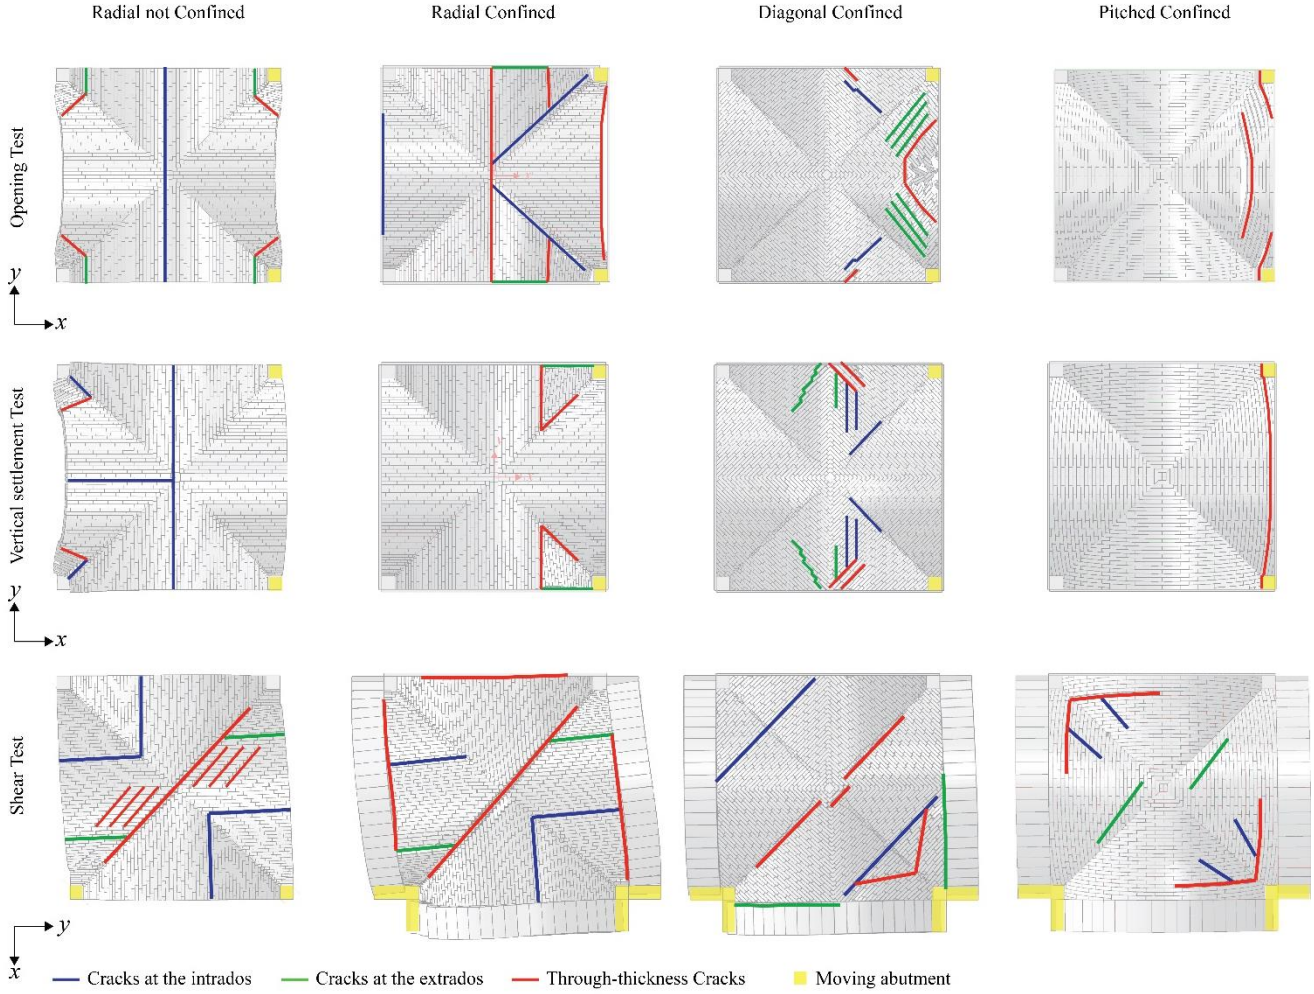 Radial not Confined
Radial Confined
Diagonal Confined
Pitched Confined
Opening Test
y
x
Vertical settlement Test
y
x
Shear Test
y
x
Cracks at the intrados
Cracks at the extrados
Through-thickness Cracks
Moving abutment